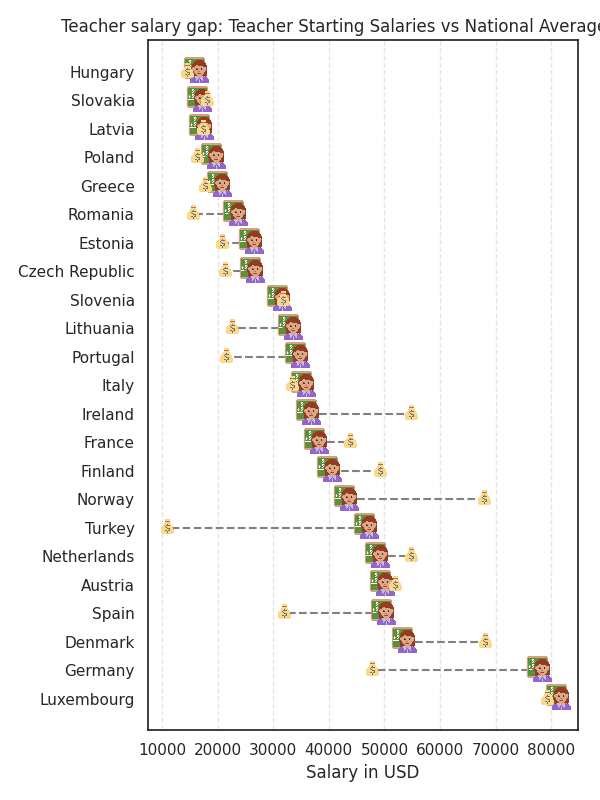 Teacher salary gap: Teacher Starting Salaries vs National Average
Hungary
Slovakia
Latvia
Poland
Greece
Romania
Estonia
Czech Republic
Slovenia
Lithuania
Portugal
Italy
Ireland
France
Finland
Norway
Turkey
Netherlands
Austria
Spain
Denmark
Germany
Luxembourg
10000 20000 30000 40000 50000 60000 70000 80000
Salary in USD